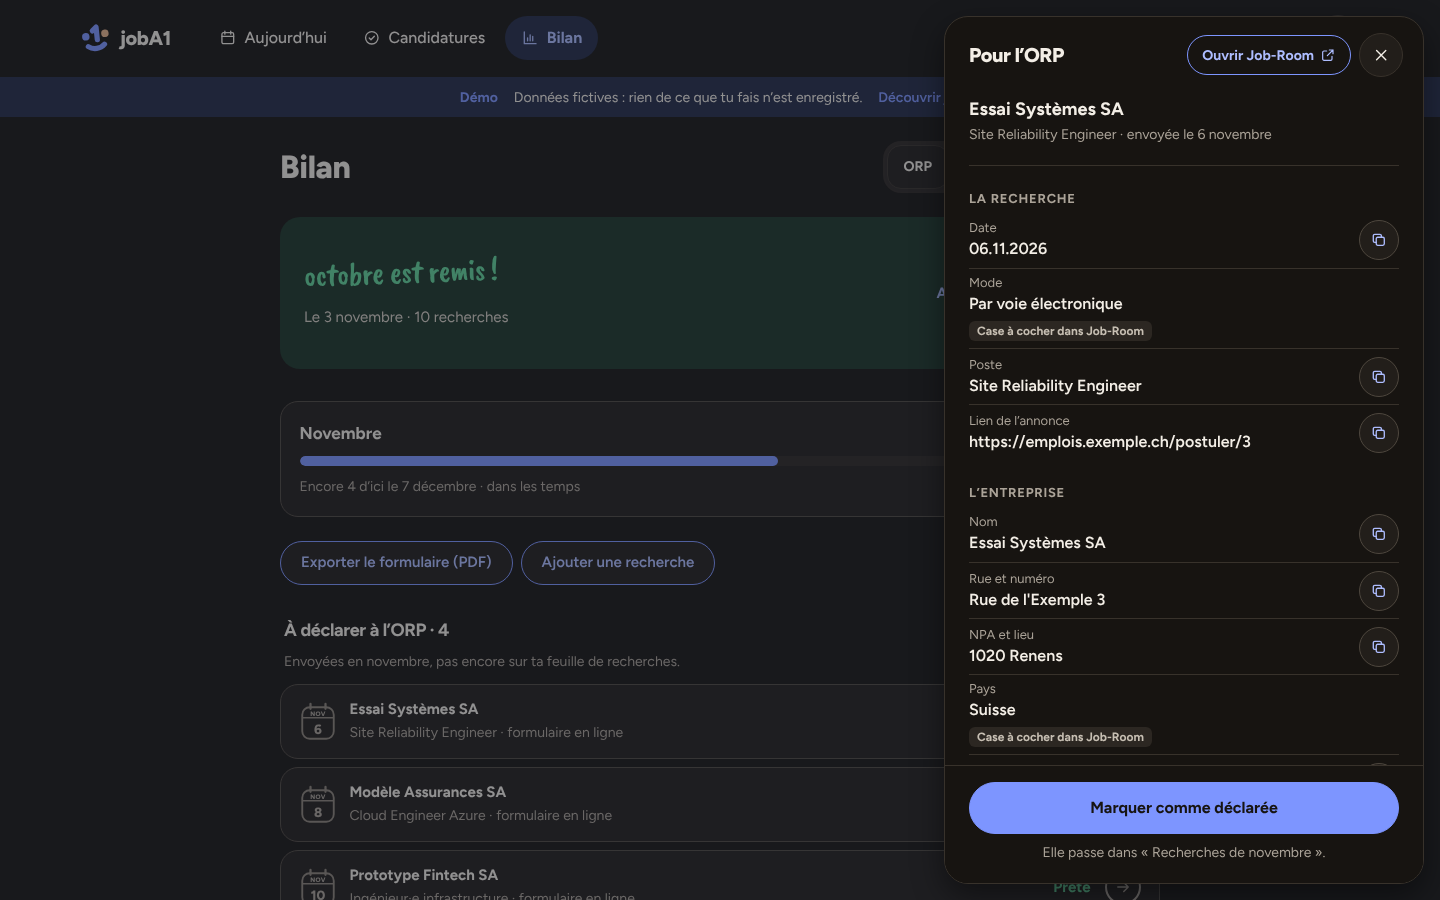 jobA1
Aujourd’hui
Candidatures
Bilan
Démo Données fictives : rien de ce que tu fais n’est enregistré. Découvrir
Bilan
ORP
octobre est remis !
Le 3 novembre · 10 recherches
Novembre
Encore 4 d’ici le 7 décembre · dans les temps
Exporter le formulaire (PDF)
Ajouter une recherche
À déclarer à l’ORP · 4
Envoyées en novembre, pas encore sur ta feuille de recherches.
NOV
6
Essai Systèmes SA
Site Reliability Engineer · formulaire en ligne
NOV
8
Modèle Assurances SA
Cloud Engineer Azure · formulaire en ligne
NOV
10
Prototype Fintech SA
Ingénieur·e infrastructure · formulaire en ligne
Prête
Pour l’ORP
Ouvrir Job-Room
Essai Systèmes SA
Site Reliability Engineer · envoyée le 6 novembre
LA RECHERCHE
Date
06.11.2026
Mode
Par voie électronique
Case à cocher dans Job-Room
Poste
Site Reliability Engineer
Lien de l’annonce
https://emplois.exemple.ch/postuler/3
L’ENTREPRISE
Nom
Essai Systèmes SA
Rue et numéro
Rue de l'Exemple 3
NPA et lieu
1020 Renens
Pays
Suisse
Case à cocher dans Job-Room
Marquer comme déclarée
Elle passe dans « Recherches de novembre ».